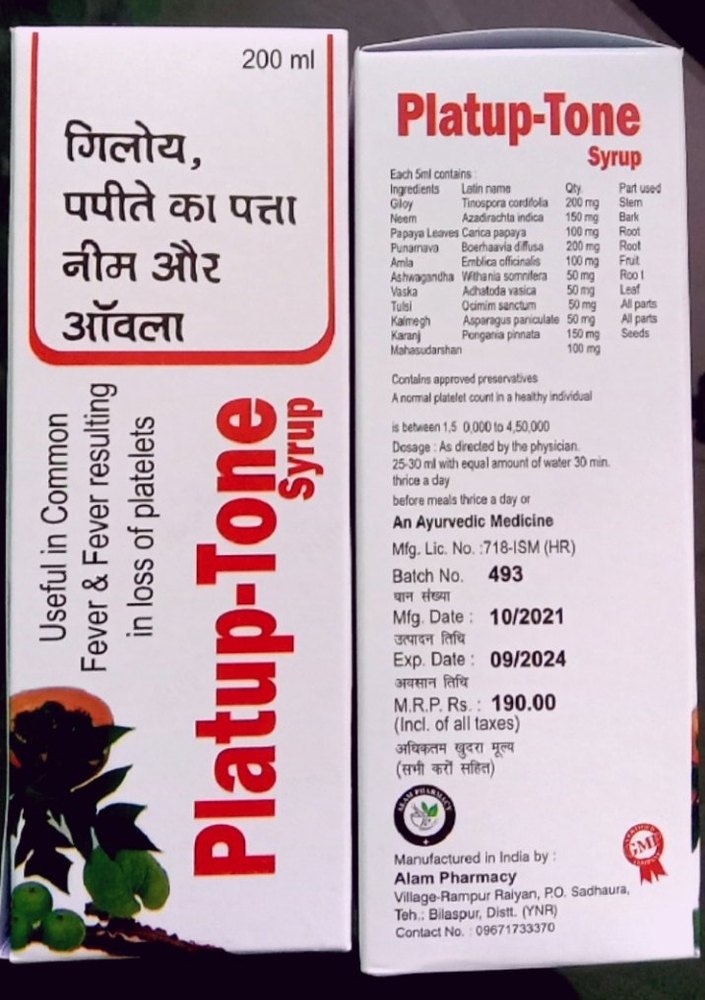 200 ml
गिलोय,
पपीते का पत्ता
नीम और
ऑवला
Useful in Common
Fever & Fever resulting
in loss of platelets
Platup-Tone
Syrup
Platup-Tone
Syrup
Each 5ml contains :
Ingredients Latin name Qty. Part used
Giloy Tinospora cordifolia 200 mg Stem
Neem Azadirachta indica 150 mg Bark
Papaya Leaves Carica papaya 100 mg Root
Punarnava Boerhaavia diffusa 200 mg Root
Amla Emblica officinalis 100 mg Fruit
Ashwagandha Withania somnifera 50 mg Roo t
Vaska Adhatoda vasica 50 mg Leaf
Tulsi Ocimim sanctum 50 mg All parts
Kalmegh Asparagus paniculate 50 mg All parts
Karanj Pongania pinnata 150 mg Seeds
Mahasudarshan 100 mg
Contains approved preservatives
A normal platelet count in a healthy individual
is between 1,5 0,000 to 4,50,000
Dosage : As directed by the physician.
25-30 ml with equal amount of water 30 min.
thrice a day
before meals thrice a day or
An Ayurvedic Medicine
Mfg. Lic. No. :718-ISM (HR)
Batch No. 493
घान संख्या
Mfg. Date : 10/2021
उत्पादन तिथि
Exp. Date : 09/2024
अवसान तिथि
M.R.P. Rs. : 190.00
(Incl. of all taxes)
अधिकतम खुदरा मूल्य
(सभी करों सहित)
ALAM PHARMACY
GMP
Manufactured in India by :
Alam Pharmacy
Village-Rampur Raiyan, P.O. Sadhaura,
Teh.: Bilaspur, Distt. (YNR)
Contact No. : 09671733370